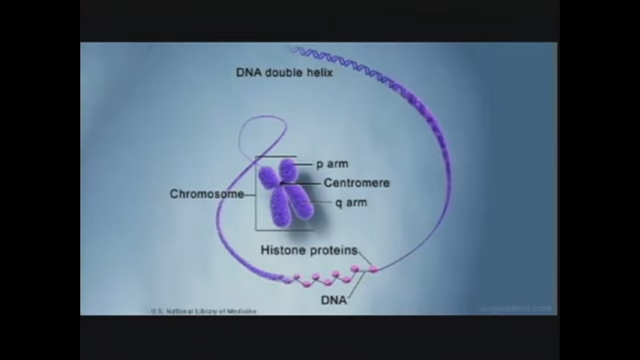 DNA double helix
p arm
Centromere
Chromosome
q arm
Histone proteins
DNA
U.S. National Library of Medicine